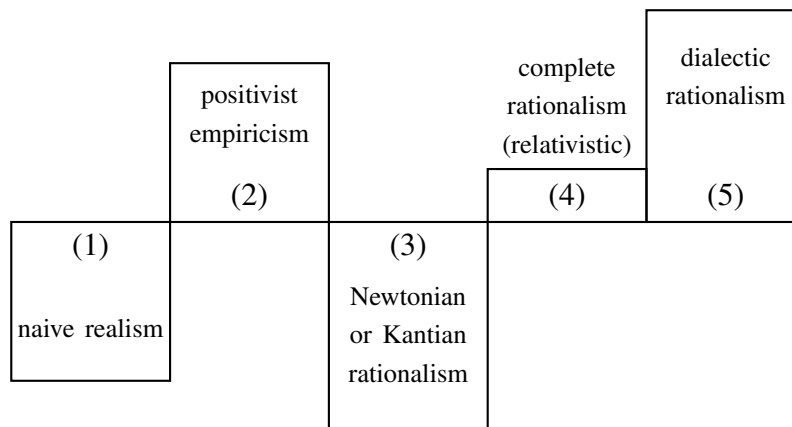 positivist
empiricism
(2)
(1)
naive realism
(3)
Newtonian
or Kantian
rationalism
complete
rationalism
(relativistic)
(4)
dialectic
rationalism
(5)